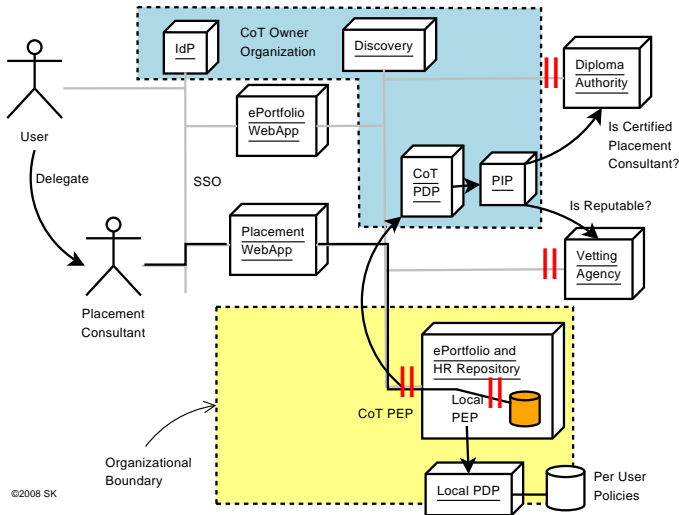 IdP
CoT Owner
Organization
Discovery
Diploma
Authority
ePortfolio
WebApp
User
Is Certified
Placement
Consultant?
CoT
PDP
PIP
Delegate
SSO
Is Reputable?
Placement
WebApp
Vetting
Agency
Placement
Consultant
ePortfolio and
HR Repository
Local
PEP
CoT PEP
Organizational
Boundary
Local PDP
Per User
Policies
©2008 SK